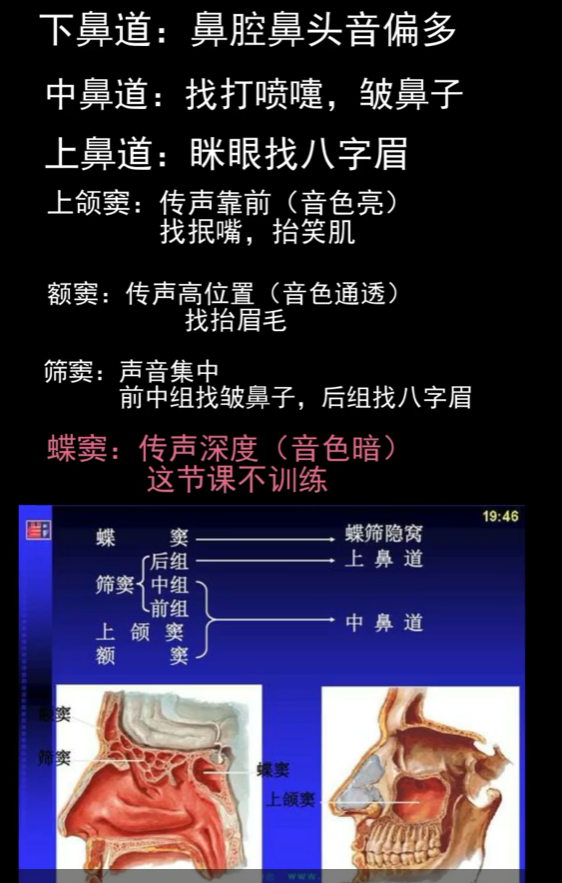 下鼻道：鼻腔鼻头音偏多
中鼻道：找打喷嚏，皱鼻子
上鼻道：眯眼找八字眉
上颌窦：传声靠前（音色亮）
找抿嘴，抬笑肌
额窦：传声高位置（音色通透）
找抬眉毛
筛窦：声音集中
前中组找皱鼻子，后组找八字眉
蝶窦：传声深度（音色暗）
这节课不训练
19:46
蝶 窦 蝶筛隐窝
后组 上 鼻 道
筛窦 中组
前组
中 鼻 道
上 颌 窦
额 窦
额窦
筛窦
蝶窦
上颌窦
www.